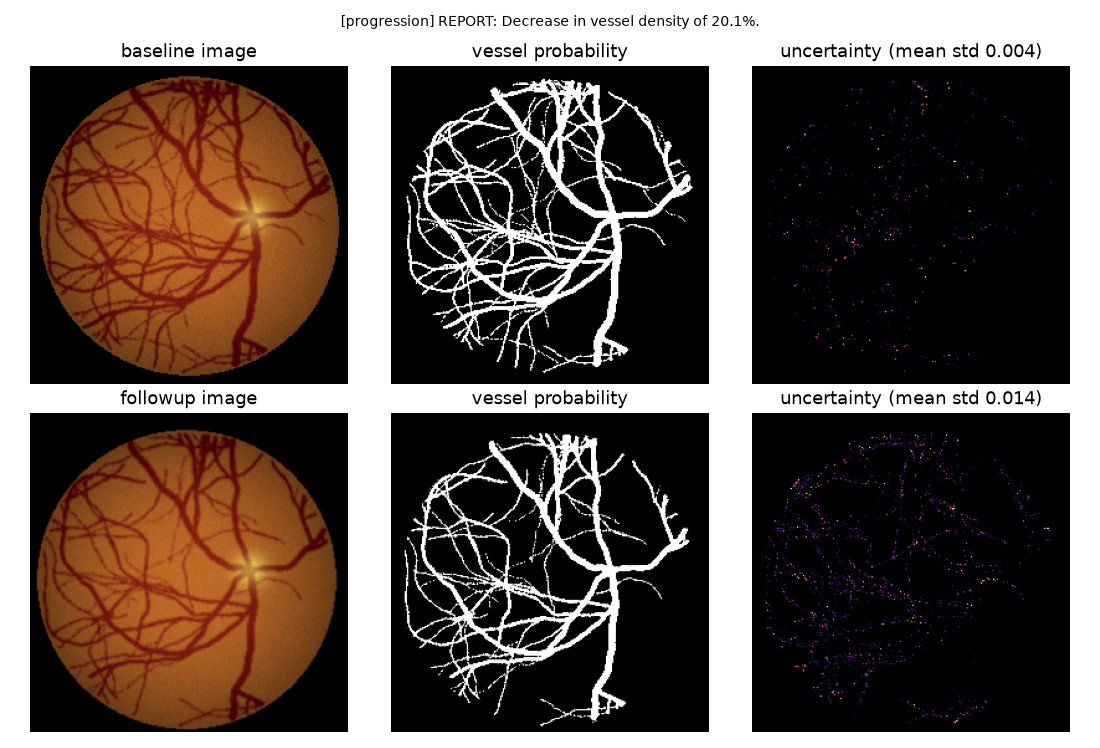 [progression] REPORT: Decrease in vessel density of 20.1%.
baseline image
vessel probability
uncertainty (mean std 0.004)
followup image
vessel probability
uncertainty (mean std 0.014)